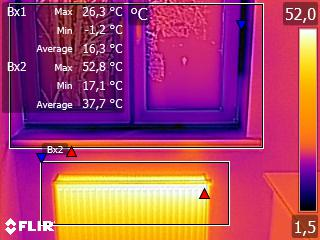 Bx1 Max 26,3 °C
Min -1,2 °C
Average 16,3 °C
Bx2 Max 52,8 °C
Min 17,1 °C
Average 37,7 °C
°C
52,0
Bx2
1,5
FLIR